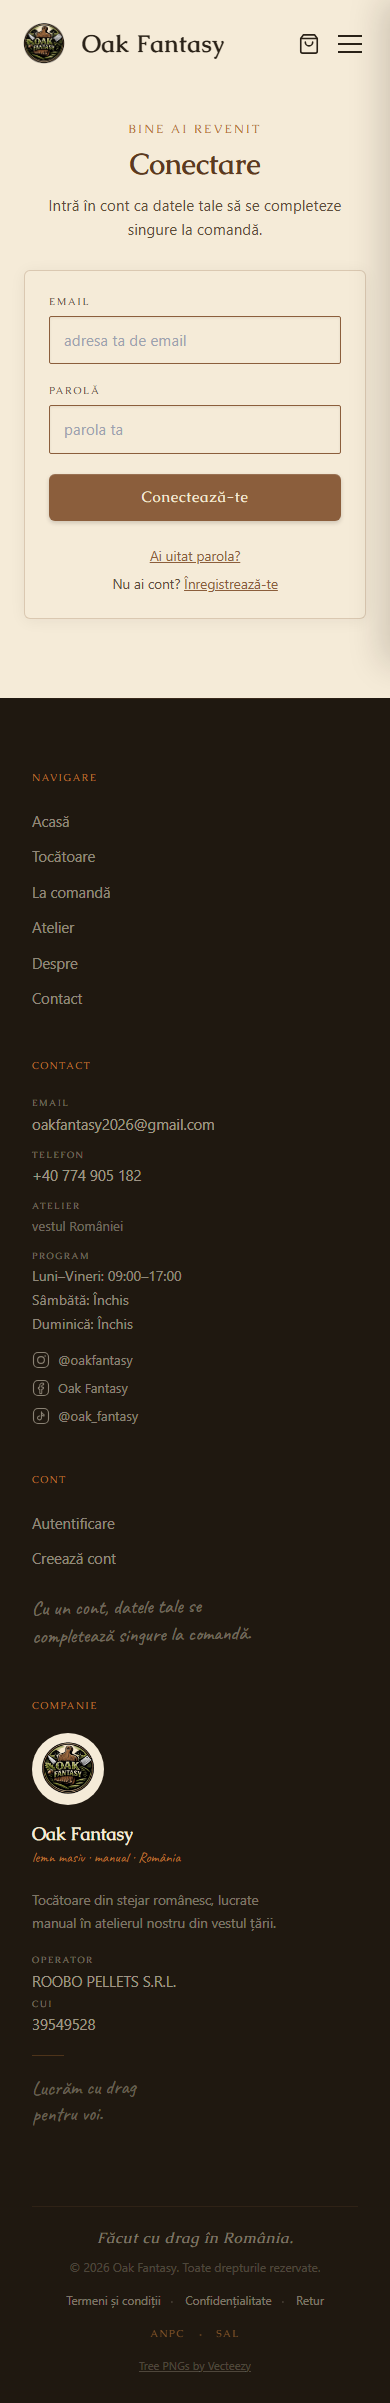 OAK FANTASY
Oak Fantasy
BINE AI REVENIT
Conectare
Intră în cont ca datele tale să se completeze
singure la comandă.
EMAIL
adresa ta de email
PAROLĂ
parola ta
Conectează-te
Ai uitat parola?
Nu ai cont? Înregistrează-te
NAVIGARE
Acasă
Tocătoare
La comandă
Atelier
Despre
Contact
CONTACT
EMAIL
oakfantasy2026@gmail.com
TELEFON
+40 774 905 182
ATELIER
vestul României
PROGRAM
Luni–Vineri: 09:00–17:00
Sâmbătă: Închis
Duminică: Închis
@oakfantasy
Oak Fantasy
@oak_fantasy
CONT
Autentificare
Creează cont
Cu un cont, datele tale se
completează singure la comandă.
COMPANIE
OAK FANTASY
Oak Fantasy
lemn masiv · manual · România
Tocătoare din stejar românesc, lucrate
manual în atelierul nostru din vestul țării.
OPERATOR
ROOBO PELLETS S.R.L.
CUI
39549528
Lucrăm cu drag
pentru voi.
Făcut cu drag în România.
© 2026 Oak Fantasy. Toate drepturile rezervate.
Termeni și condiții · Confidențialitate · Retur
ANPC · SAL
Tree PNGs by Vecteezy